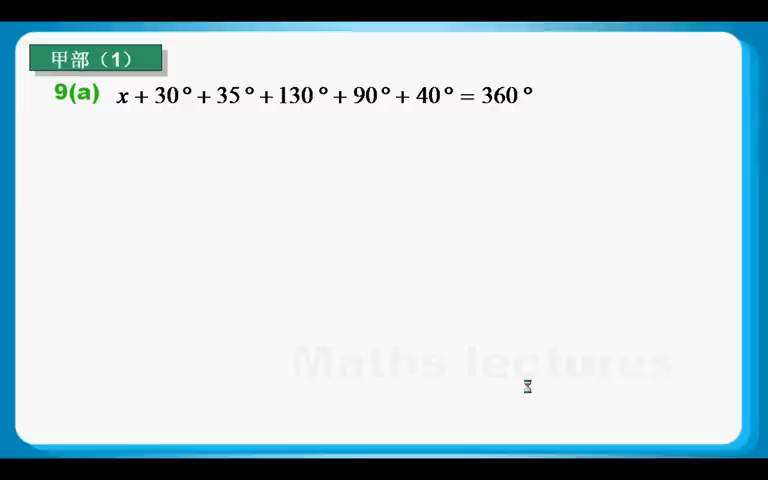 甲部（1）
9(a) x + 30° + 35° + 130° + 90° + 40° = 360°
Maths lectures